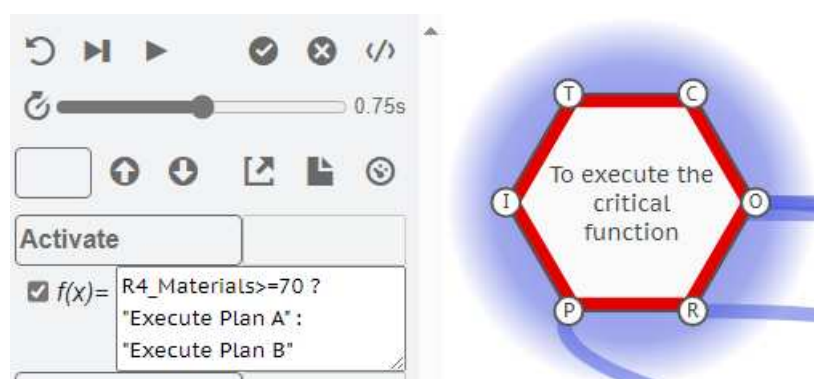 0.75s
Activate
f(x)=
R4_Materials>=70 ?
"Execute Plan A" :
"Execute Plan B"
T
C
To execute the
critical
function
I
O
P
R